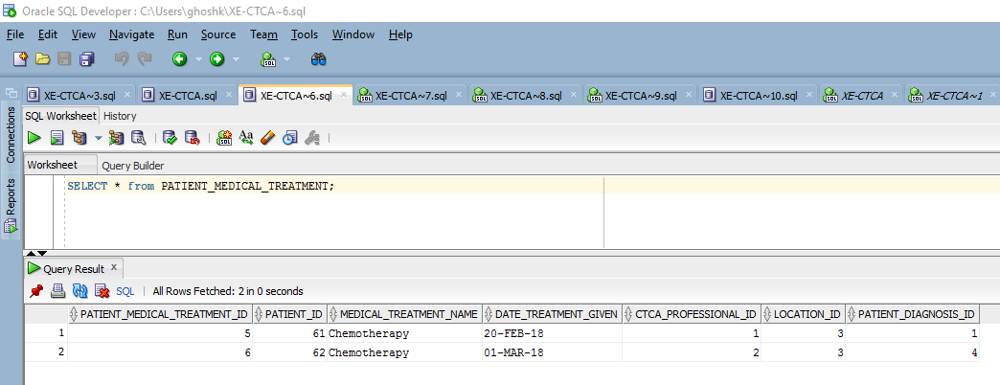 Oracle SQL Developer : C:\Users\ghoshk\XE-CTCA~6.sql
File Edit View Navigate Run Source Team Tools Window Help
XE-CTCA~3.sql XE-CTCA.sql XE-CTCA~6.sql XE-CTCA~7.sql XE-CTCA~8.sql XE-CTCA~9.sql XE-CTCA~10.sql XE-CTCA XE-CTCA~1
Connections
Reports
SQL Worksheet History
Worksheet Query Builder
SELECT * from PATIENT_MEDICAL_TREATMENT;
Query Result x
SQL | All Rows Fetched: 2 in 0 seconds
PATIENT_MEDICAL_TREATMENT_ID PATIENT_ID MEDICAL_TREATMENT_NAME DATE_TREATMENT_GIVEN CTCA_PROFESSIONAL_ID LOCATION_ID PATIENT_DIAGNOSIS_ID
1 5 61 Chemotherapy 20-FEB-18 1 3 1
2 6 62 Chemotherapy 01-MAR-18 2 3 4